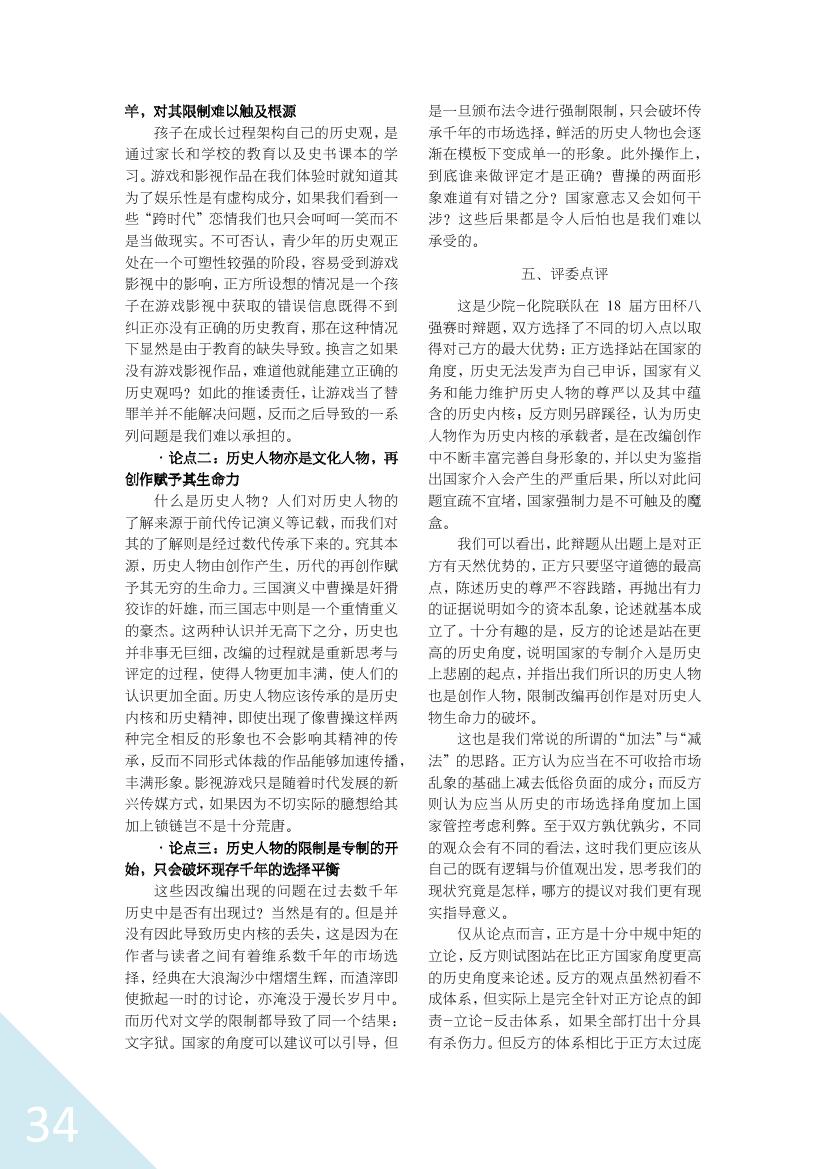 羊，对其限制难以触及根源
孩子在成长过程架构自己的历史观，是
通过家长和学校的教育以及史书课本的学
习。游戏和影视作品在我们体验时就知道其
为了娱乐性是有虚构成分，如果我们看到一
些“跨时代”恋情我们也只会呵呵一笑而不
是当做现实。不可否认，青少年的历史观正
处在一个可塑性较强的阶段，容易受到游戏
影视中的影响，正方所设想的情况是一个孩
子在游戏影视中获取的错误信息既得不到
纠正亦没有正确的历史教育，那在这种情况
下显然是由于教育的缺失导致。换言之如果
没有游戏影视作品，难道他就能建立正确的
历史观吗？如此的推诿责任，让游戏当了替
罪羊并不能解决问题，反而之后导致的一系
列问题是我们难以承担的。
· 论点二：历史人物亦是文化人物，再
创作赋予其生命力
什么是历史人物？人们对历史人物的
了解来源于前代传记演义等记载，而我们对
其的了解则是经过数代传承下来的。究其本
源，历史人物由创作产生，历代的再创作赋
予其无穷的生命力。三国演义中曹操是奸猾
狡诈的奸雄，而三国志中则是一个重情重义
的豪杰。这两种认识并无高下之分，历史也
并非事无巨细，改编的过程就是重新思考与
评定的过程，使得人物更加丰满，使人们的
认识更加全面。历史人物应该传承的是历史
内核和历史精神，即使出现了像曹操这样两
种完全相反的形象也不会影响其精神的传
承，反而不同形式体裁的作品能够加速传播，
丰满形象。影视游戏只是随着时代发展的新
兴传媒方式，如果因为不切实际的臆想给其
加上锁链岂不是十分荒唐。
· 论点三：历史人物的限制是专制的开
始，只会破坏现存千年的选择平衡
这些因改编出现的问题在过去数千年
历史中是否有出现过？当然是有的。但是并
没有因此导致历史内核的丢失，这是因为在
作者与读者之间有着维系数千年的市场选
择，经典在大浪淘沙中熠熠生辉，而渣滓即
使掀起一时的讨论，亦淹没于漫长岁月中。
而历代对文学的限制都导致了同一个结果：
文字狱。国家的角度可以建议可以引导，但
是一旦颁布法令进行强制限制，只会破坏传
承千年的市场选择，鲜活的历史人物也会逐
渐在模板下变成单一的形象。此外操作上，
到底谁来做评定才是正确？曹操的两面形
象难道有对错之分？国家意志又会如何干
涉？这些后果都是令人后怕也是我们难以
承受的。
五、评委点评
这是少院-化院联队在 18 届方田杯八
强赛时辩题，双方选择了不同的切入点以取
得对己方的最大优势：正方选择站在国家的
角度，历史无法发声为自己申诉，国家有义
务和能力维护历史人物的尊严以及其中蕴
含的历史内核；反方则另辟蹊径，认为历史
人物作为历史内核的承载者，是在改编创作
中不断丰富完善自身形象的，并以史为鉴指
出国家介入会产生的严重后果，所以对此问
题宜疏不宜堵，国家强制力是不可触及的魔
盒。
我们可以看出，此辩题从出题上是对正
方有天然优势的，正方只要坚守道德的最高
点，陈述历史的尊严不容践踏，再抛出有力
的证据说明如今的资本乱象，论述就基本成
立了。十分有趣的是，反方的论述是站在更
高的历史角度，说明国家的专制介入是历史
上悲剧的起点，并指出我们所识的历史人物
也是创作人物，限制改编再创作是对历史人
物生命力的破坏。
这也是我们常说的所谓的“加法”与“减
法”的思路。正方认为应当在不可收拾市场
乱象的基础上减去低俗负面的成分；而反方
则认为应当从历史的市场选择角度加上国
家管控考虑利弊。至于双方孰优孰劣，不同
的观众会有不同的看法，这时我们更应该从
自己的既有逻辑与价值观出发，思考我们的
现状究竟是怎样，哪方的提议对我们更有现
实指导意义。
仅从论点而言，正方是十分中规中矩的
立论，反方则试图站在比正方国家角度更高
的历史角度来论述。反方的观点虽然初看不
成体系，但实际上是完全针对正方论点的卸
责-立论-反击体系，如果全部打出十分具
有杀伤力。但反方的体系相比于正方太过庞
34